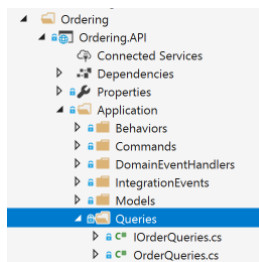 Ordering
Ordering.API
Connected Services
Dependencies
Properties
Application
Behaviors
Commands
DomainEventHandlers
IntegrationEvents
Models
Queries
C# IOrderQueries.cs
C# OrderQueries.cs